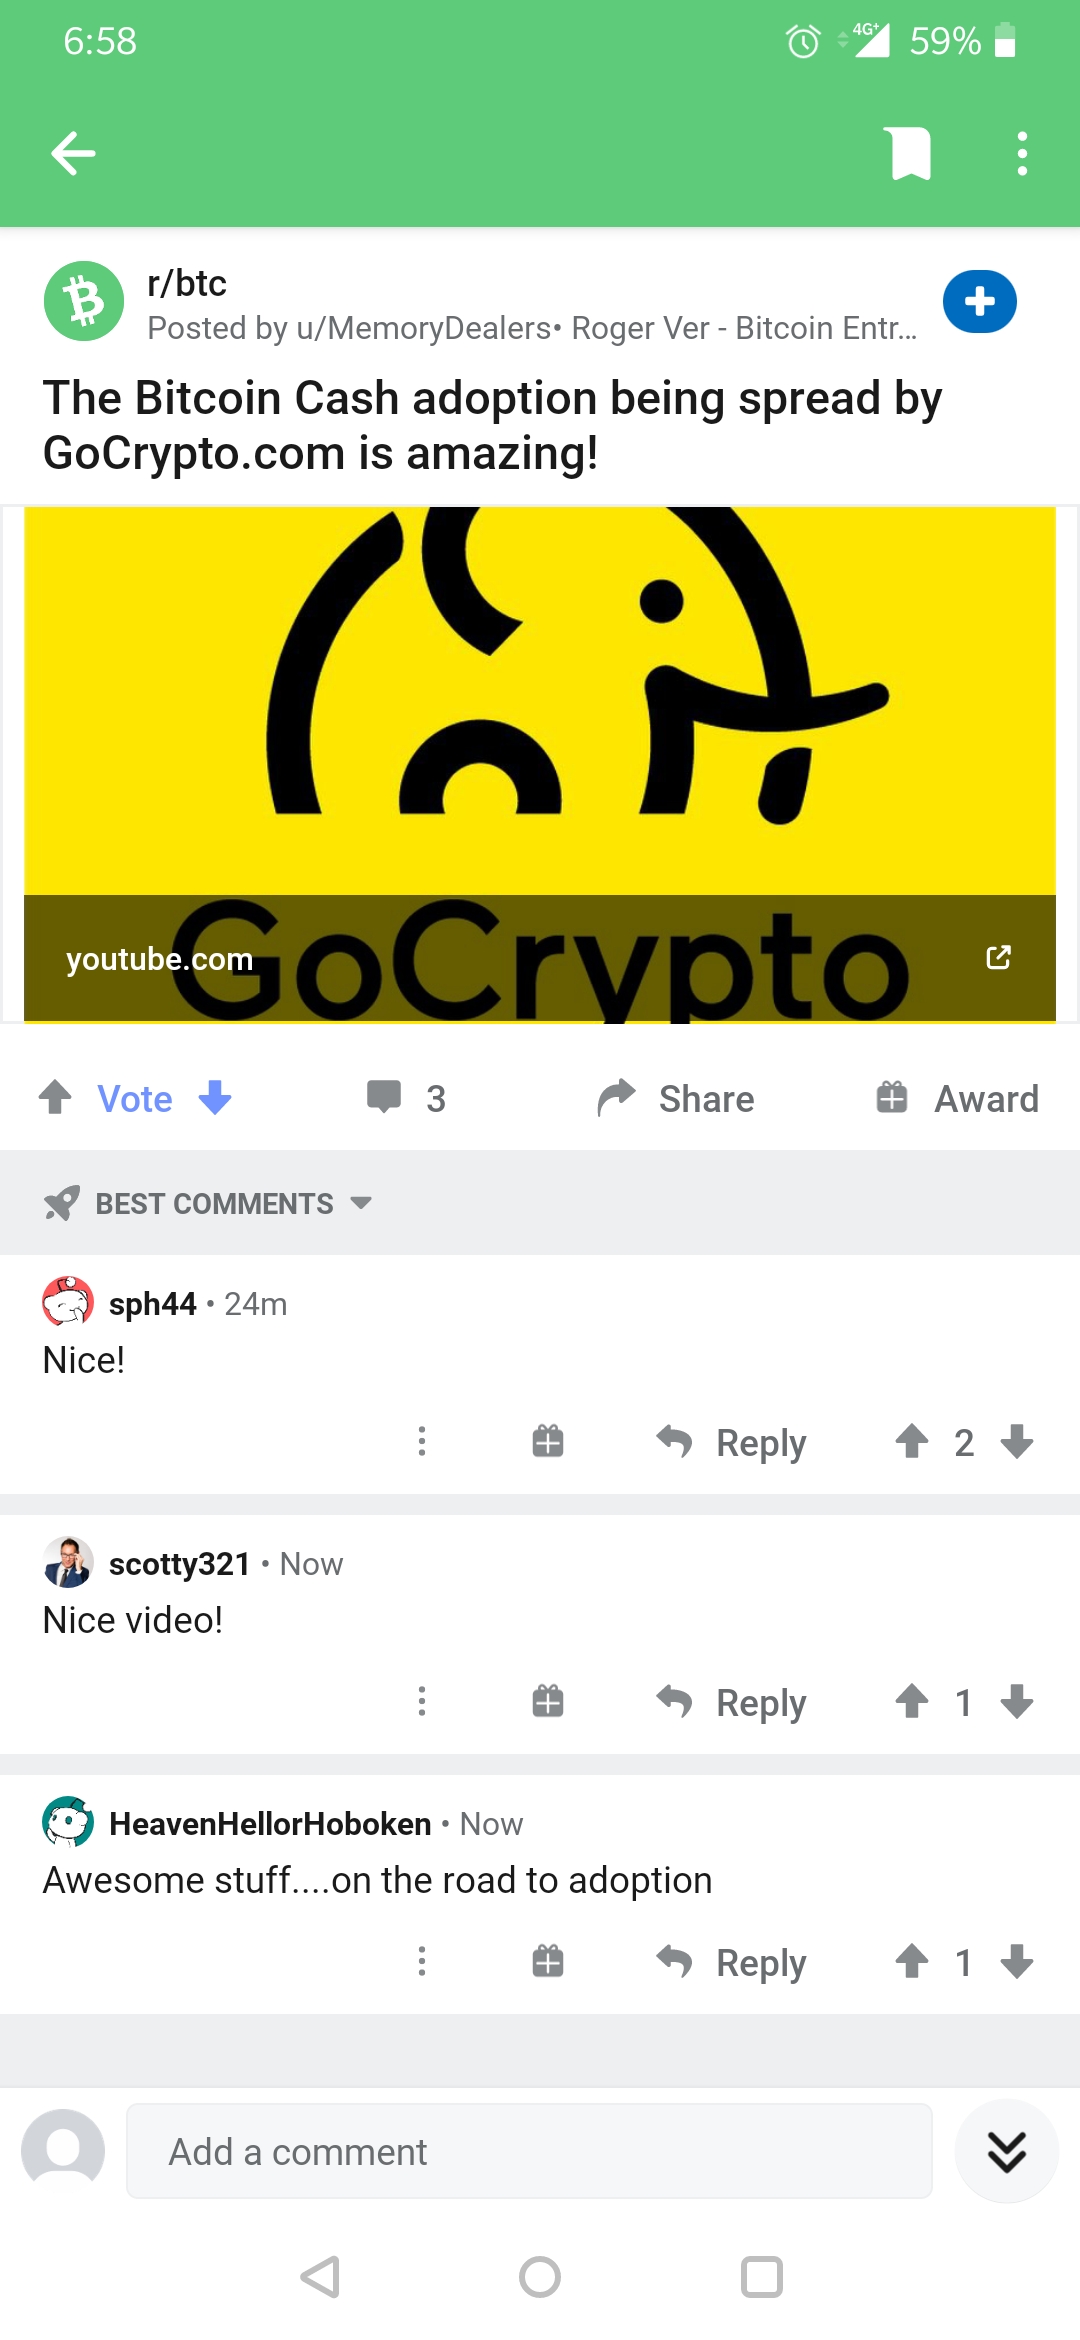 6:58
4G+
59%
r/btc
Posted by u/MemoryDealers• Roger Ver - Bitcoin Entr...
The Bitcoin Cash adoption being spread by
GoCrypto.com is amazing!
GoCrypto
youtube.com
Vote
3
Share
Award
BEST COMMENTS
sph44 • 24m
Nice!
Reply
2
scotty321 • Now
Nice video!
Reply
1
HeavenHellorHoboken • Now
Awesome stuff....on the road to adoption
Reply
1
Add a comment